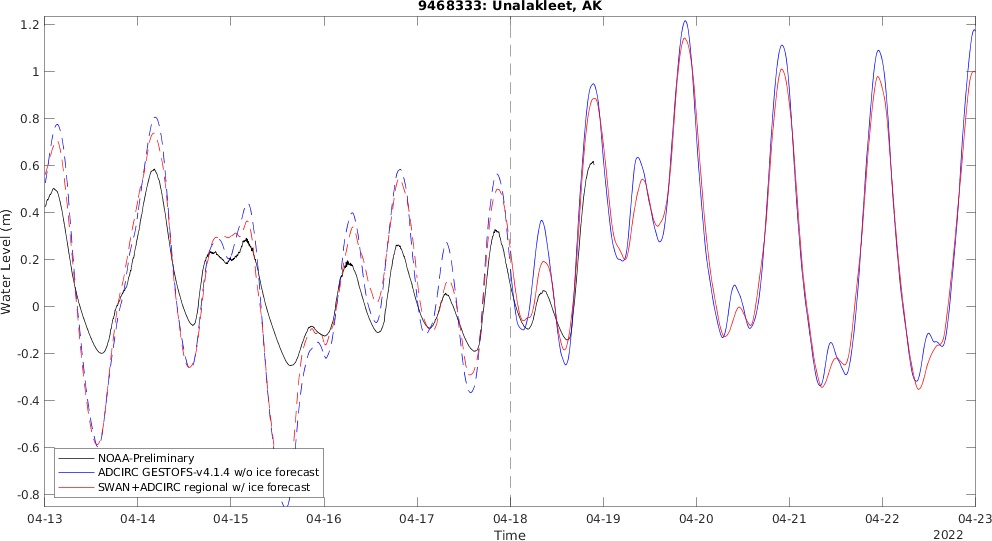 9468333: Unalakleet, AK
1.2
1
0.8
0.6
0.4
0.2
0
-0.2
-0.4
-0.6
-0.8
Water Level (m)
NOAA-Preliminary
ADCIRC GESTOFS-v4.1.4 w/o ice forecast
SWAN+ADCIRC regional w/ ice forecast
04-13 04-14 04-15 04-16 04-17 04-18 04-19 04-20 04-21 04-22 04-23
Time
2022